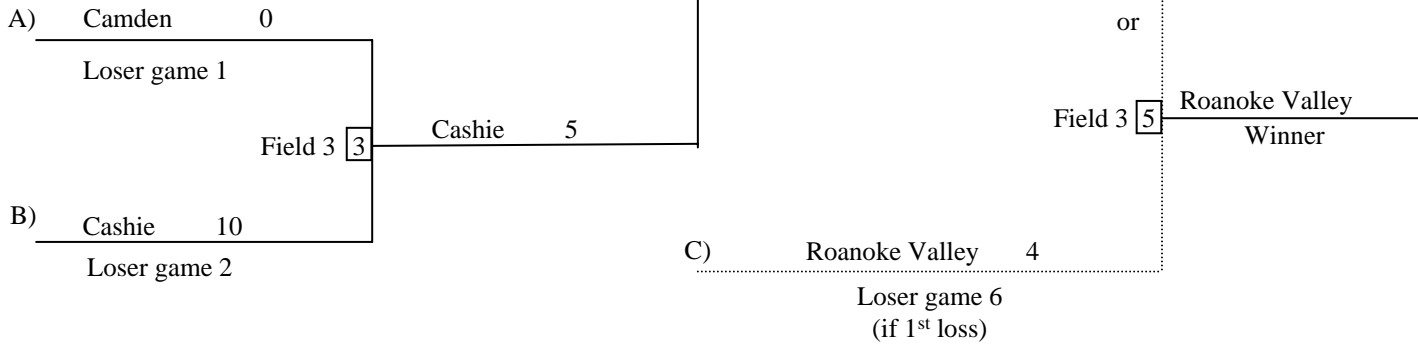 A) Camden 0
Loser game 1
Field 3 3
Cashie 5
B) Cashie 10
Loser game 2
or
Field 3 5
Roanoke Valley
Winner
C) Roanoke Valley 4
Loser game 6
(if 1st loss)